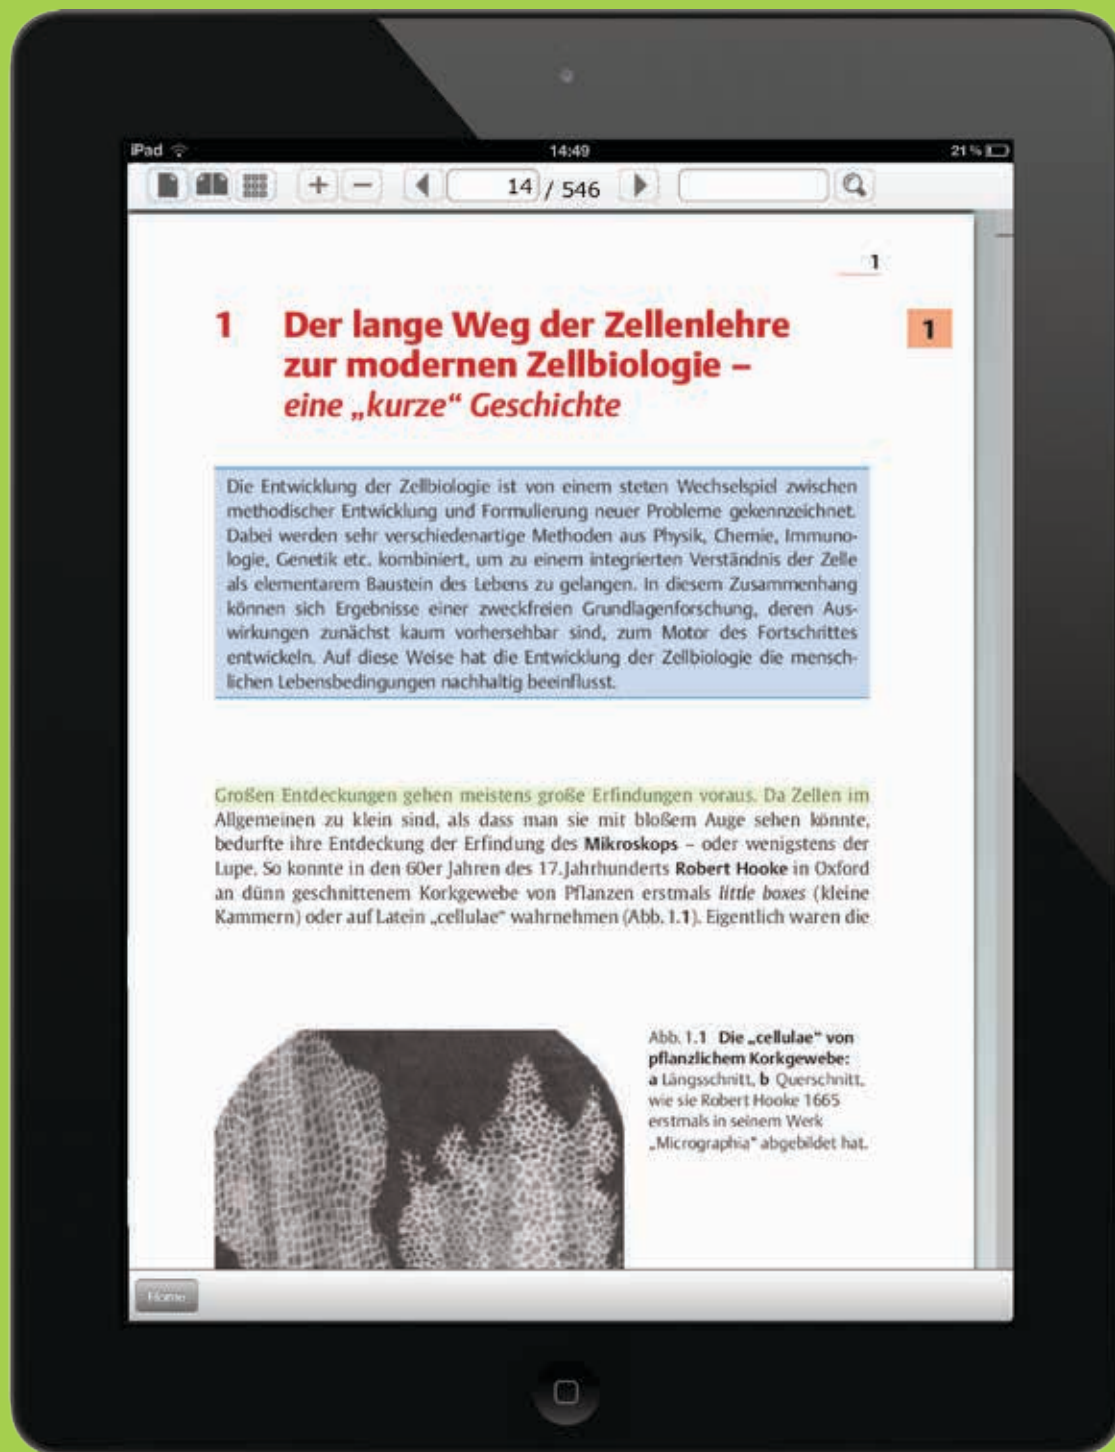 iPad 14:49 21 %
14 / 546
1
1 Der lange Weg der Zellenlehre 1
zur modernen Zellbiologie –
eine „kurze“ Geschichte
Die Entwicklung der Zellbiologie ist von einem steten Wechselspiel zwischen
methodischer Entwicklung und Formulierung neuer Probleme gekennzeichnet.
Dabei werden sehr verschiedenartige Methoden aus Physik, Chemie, Immuno-
logie, Genetik etc. kombiniert, um zu einem integrierten Verständnis der Zelle
als elementarem Baustein des Lebens zu gelangen. In diesem Zusammenhang
können sich Ergebnisse einer zweckfreien Grundlagenforschung, deren Aus-
wirkungen zunächst kaum vorhersehbar sind, zum Motor des Fortschrittes
entwickeln. Auf diese Weise hat die Entwicklung der Zellbiologie die mensch-
lichen Lebensbedingungen nachhaltig beeinflusst.
Großen Entdeckungen gehen meistens große Erfindungen voraus. Da Zellen im
Allgemeinen zu klein sind, als dass man sie mit bloßem Auge sehen könnte,
bedurfte ihre Entdeckung der Erfindung des Mikroskops – oder wenigstens der
Lupe. So konnte in den 60er Jahren des 17. Jahrhunderts Robert Hooke in Oxford
an dünn geschnittenem Korkgewebe von Pflanzen erstmals little boxes (kleine
Kammern) oder auf Latein „cellulae“ wahrnehmen (Abb. 1.1). Eigentlich waren die
Abb. 1.1 Die „cellulae“ von
pflanzlichem Korkgewebe:
a Längsschnitt, b Querschnitt,
wie sie Robert Hooke 1665
erstmals in seinem Werk
„Micrographia“ abgebildet hat.
Home